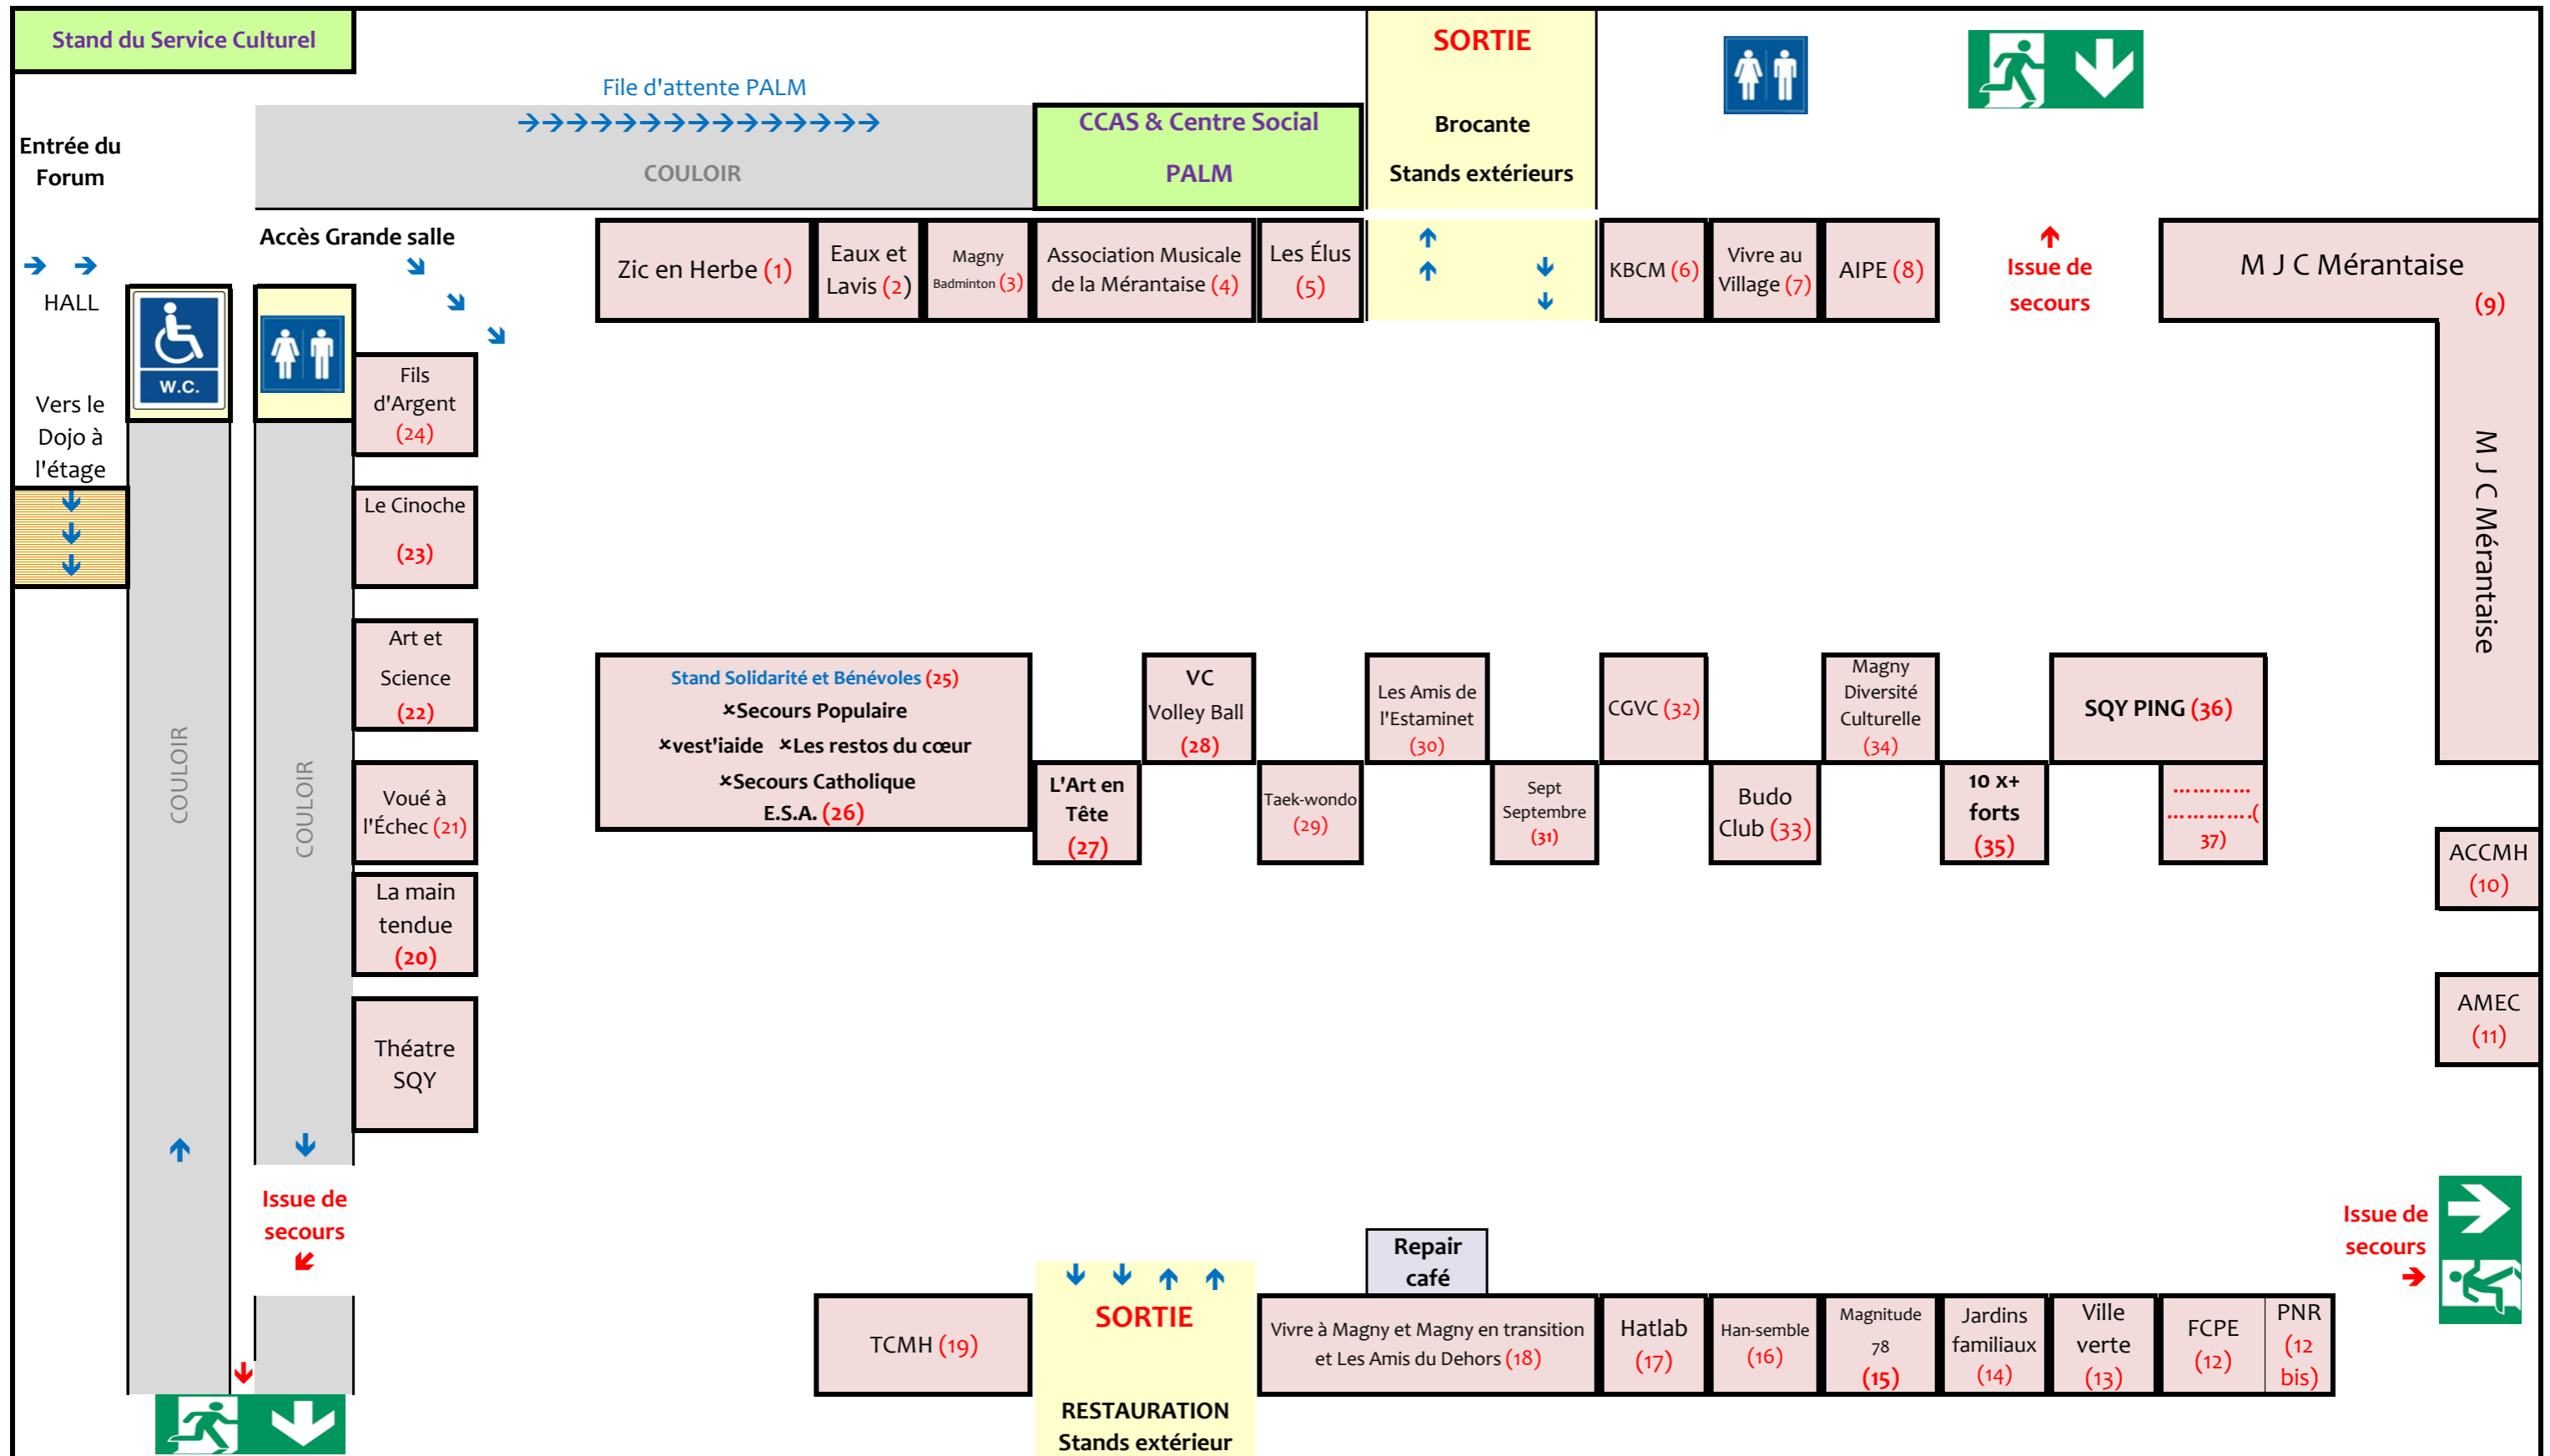 Stand du Service Culturel
SORTIE
File d'attente PALM
CCAS & Centre Social
PALM
Brocante
Stands extérieurs
Entrée du
Forum
COULOIR
Accès Grande salle
HALL
Zic en Herbe (1)
Eaux et
Lavis (2)
Magny
Badminton (3)
Association Musicale
de la Mérantaise (4)
Les Élus
(5)
KBCM (6)
Vivre au
Village (7)
AIPE (8)
Issue de
secours
M J C Mérantaise
(9)
M J C Mérantaise
W.C.
Vers le
Dojo à
l'étage
Fils
d'Argent
(24)
Le Cinoche
(23)
Art et
Science
(22)
Voué à
l'Échec (21)
La main
tendue
(20)
Théatre
SQY
COULOIR
COULOIR
Stand Solidarité et Bénévoles (25)
×Secours Populaire
×vest'iaide ×Les restos du cœur
×Secours Catholique
E.S.A. (26)
L'Art en
Tête
(27)
VC
Volley Ball
(28)
Taek-wondo
(29)
Les Amis de
l'Estaminet
(30)
Sept
Septembre
(31)
CGVC (32)
Budo
Club (33)
Magny
Diversité
Culturelle
(34)
10 x+
forts
(35)
SQY PING (36)
............
............(
37)
ACCMH
(10)
AMEC
(11)
Issue de
secours
Issue de
secours
Repair
café
TCMH (19)
SORTIE
RESTAURATION
Stands extérieur
Vivre à Magny et Magny en transition
et Les Amis du Dehors (18)
Hatlab
(17)
Han-semble
(16)
Magnitude
78
(15)
Jardins
familiaux
(14)
Ville
verte
(13)
FCPE
(12)
PNR
(12
bis)